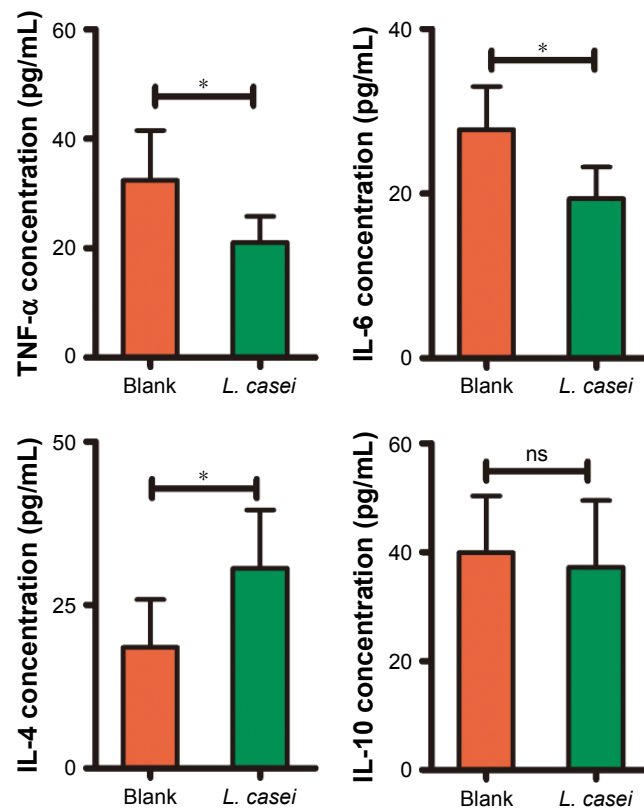 TNF-α concentration (pg/mL)
60
40
20
0
*
Blank
L. casei
IL-6 concentration (pg/mL)
40
20
0
*
Blank
L. casei
IL-4 concentration (pg/mL)
50
25
0
*
Blank
L. casei
IL-10 concentration (pg/mL)
60
40
20
0
ns
Blank
L. casei